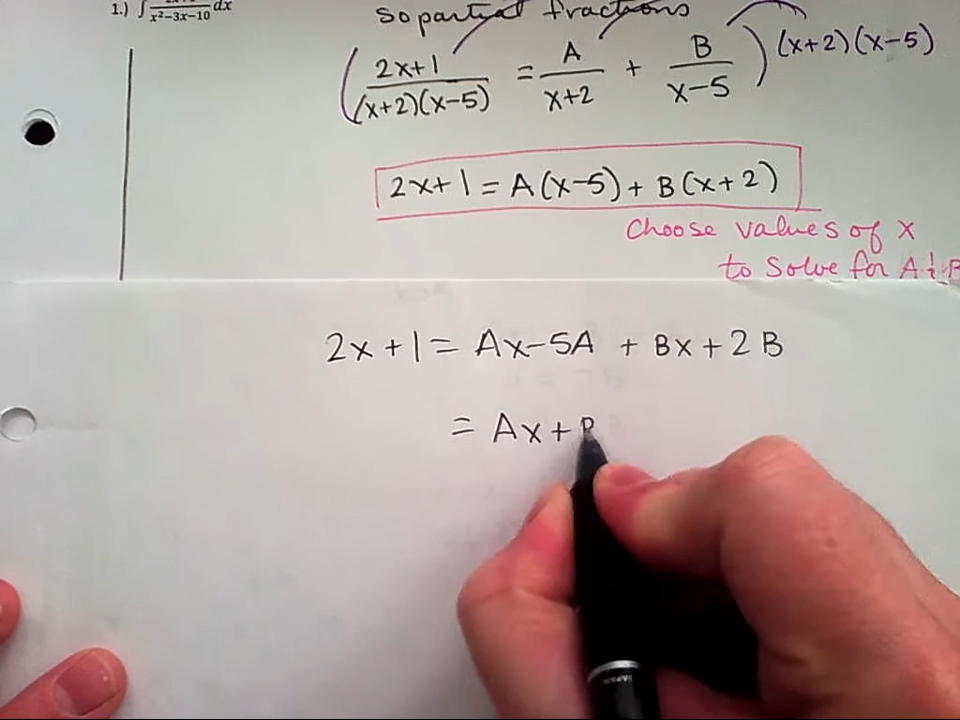 1.) ∫ dx
x²−3x−10
so partial fractions
( 2x+1 / (x+2)(x−5) = A / x+2 + B / x−5 ) (x+2)(x−5)
2x+1 = A(x−5) + B(x+2)
Choose values of x
to solve for A &
2x+1 = Ax−5A + Bx+2B
= Ax+